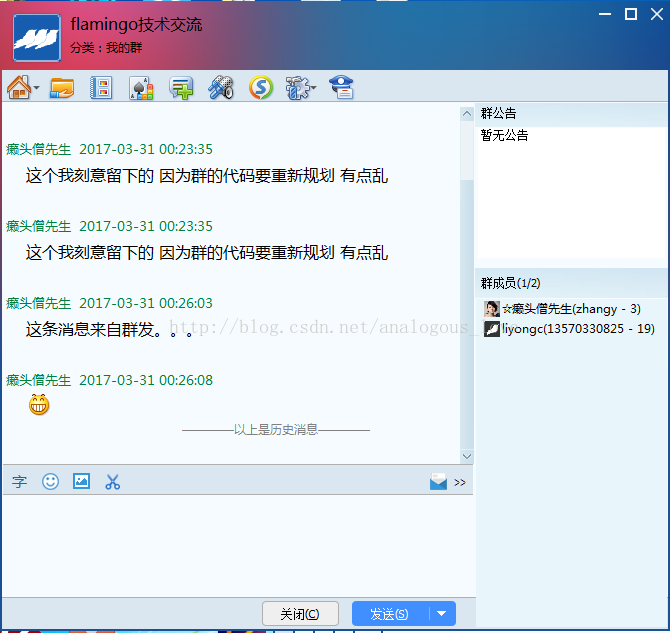 flamingo技术交流
分类：我的群
癞头僧先生 2017-03-31 00:23:35
这个我刻意留下的 因为群的代码要重新规划 有点乱
癞头僧先生 2017-03-31 00:23:35
这个我刻意留下的 因为群的代码要重新规划 有点乱
癞头僧先生 2017-03-31 00:26:03
这条消息来自群发。。。
http://blog.csdn.net/analogous_
癞头僧先生 2017-03-31 00:26:08
————以上是历史消息————
字
>>
关闭(C)
发送(S)
群公告
暂无公告
群成员(1/2)
☆癞头僧先生(zhangy - 3)
liyongc(13570330825 - 19)